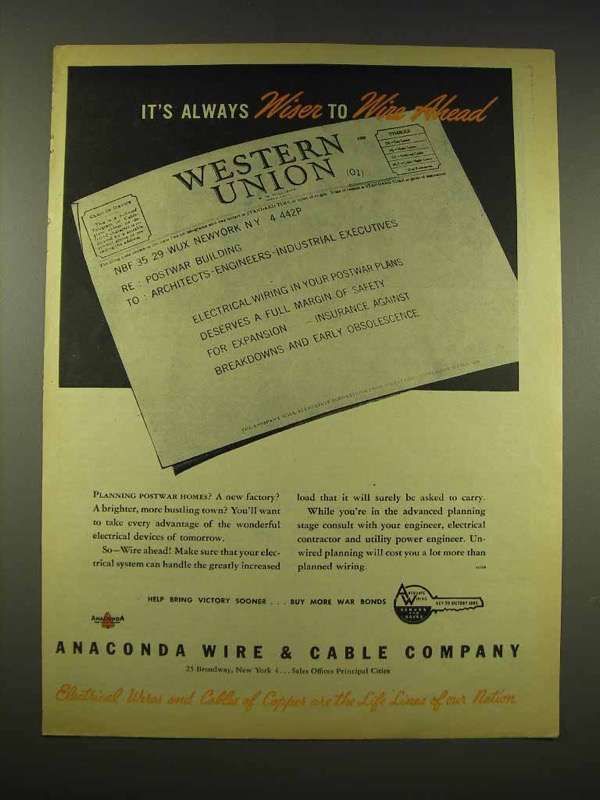 IT'S ALWAYS Wiser TO Wire Ahead
WESTERN
UNION
(01)
SYMBOLS
NBF 35 29 WUX NEWYORK NY 4 442P
RE : POSTWAR BUILDING
TO : ARCHITECTS-ENGINEERS-INDUSTRIAL EXECUTIVES
ELECTRICAL WIRING IN YOUR POSTWAR PLANS
DESERVES A FULL MARGIN OF SAFETY
FOR EXPANSION - INSURANCE AGAINST
BREAKDOWNS AND EARLY OBSOLESCENCE
PLANNING POSTWAR HOMES? A new factory?
A brighter, more bustling town? You'll want
to take every advantage of the wonderful
electrical devices of tomorrow.
So—Wire ahead! Make sure that your elec-
trical system can handle the greatly increased
load that it will surely be asked to carry.
While you're in the advanced planning
stage consult with your engineer, electrical
contractor and utility power engineer. Un-
wired planning will cost you a lot more than
planned wiring.
HELP BRING VICTORY SOONER . . . BUY MORE WAR BONDS
ANACONDA
ADEQUATE
WIRING
ANACONDA WIRE & CABLE COMPANY
25 Broadway, New York 4 . . . Sales Offices Principal Cities
Electrical Wires and Cables of Copper are the Life Lines of our Nation